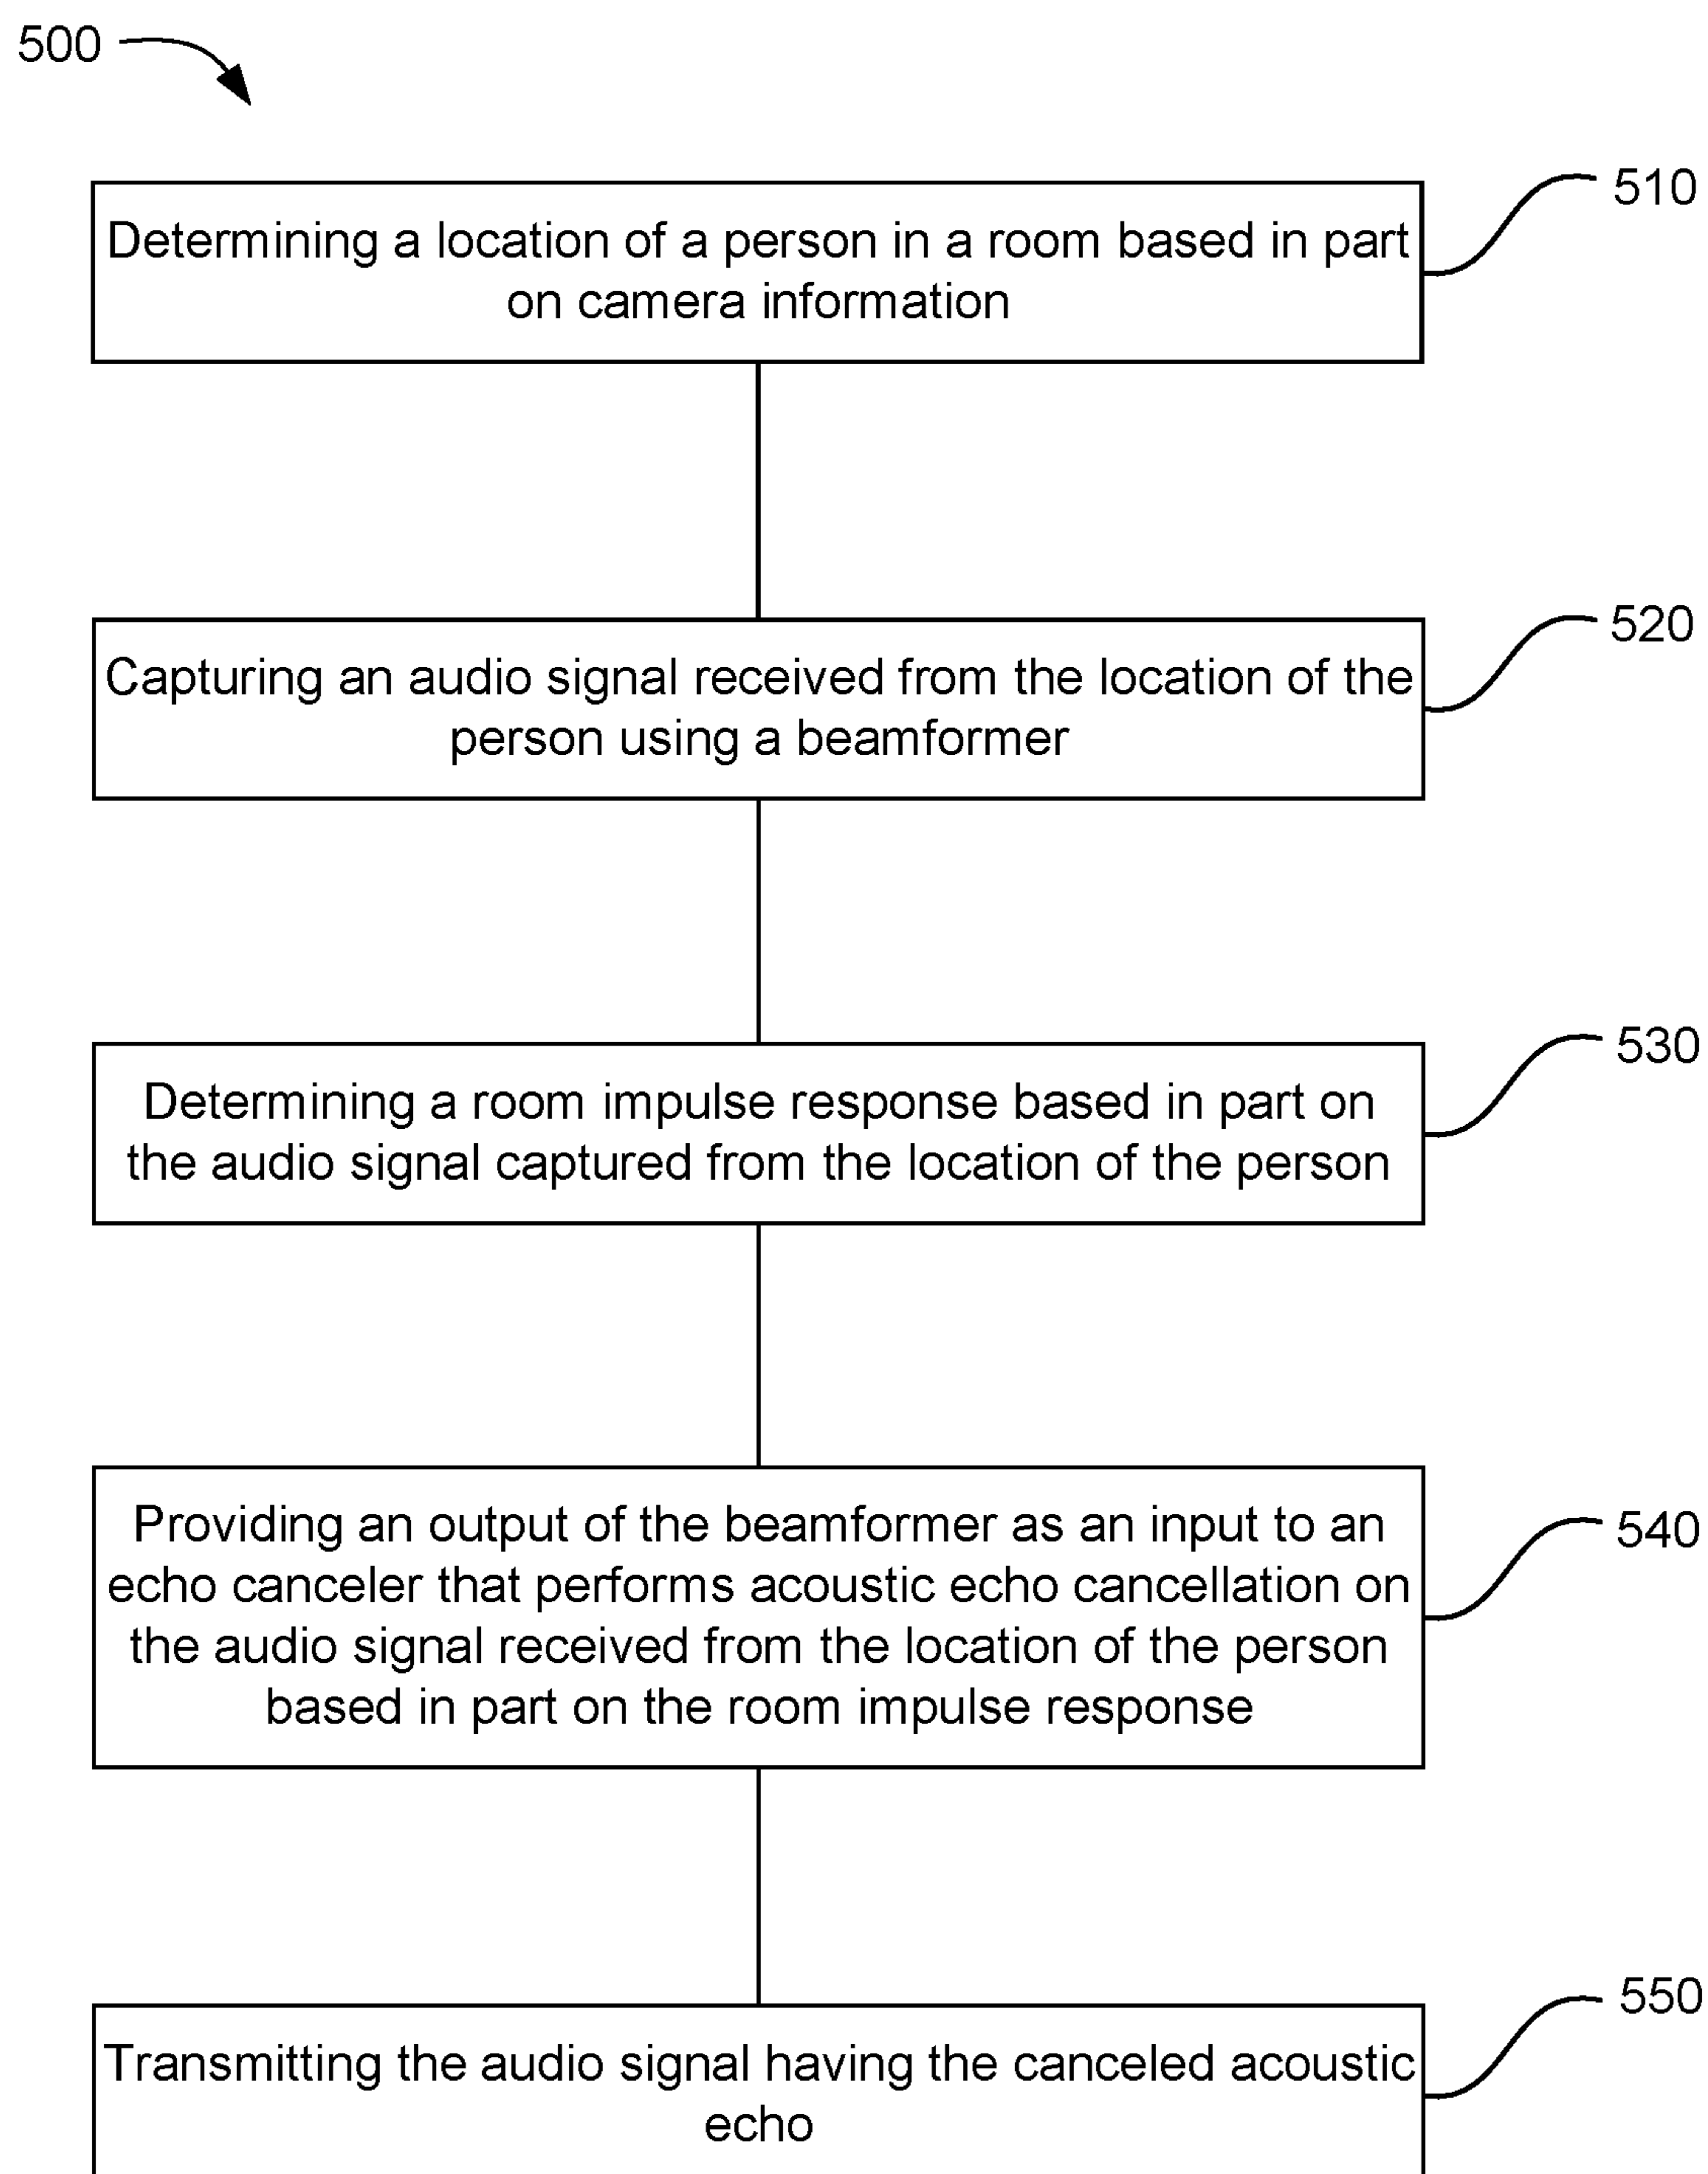 500
510
Determining a location of a person in a room based in part
on camera information
520
Capturing an audio signal received from the location of the
person using a beamformer
530
Determining a room impulse response based in part on
the audio signal captured from the location of the person
540
Providing an output of the beamformer as an input to an
echo canceler that performs acoustic echo cancellation on
the audio signal received from the location of the person
based in part on the room impulse response
550
Transmitting the audio signal having the canceled acoustic
echo